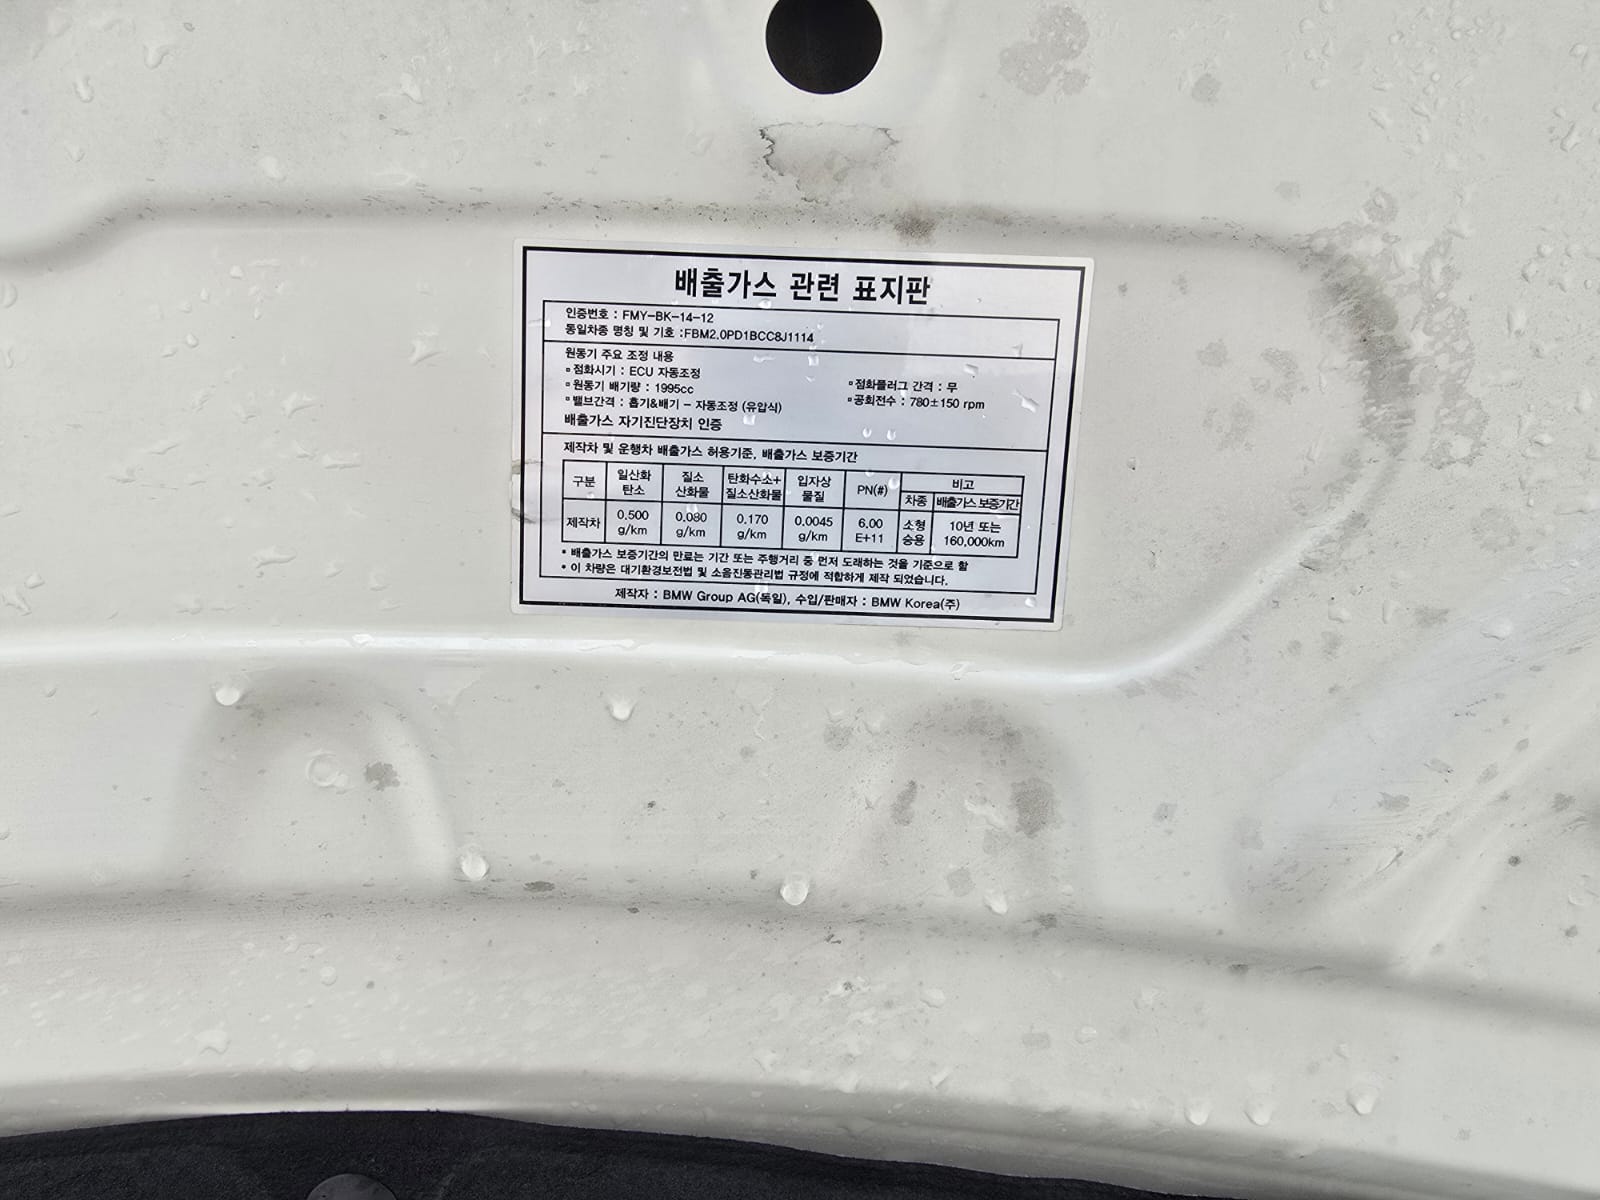 배출가스 관련 표지판
인증번호 : FMY-BK-14-12
동일차종 명칭 및 기호 :FBM2.0PD1BCC8J1114
원동기 주요 조정 내용
▫점화시기 : ECU 자동조정
▫원동기 배기량 : 1995cc
▫점화플러그 간격 : 무
▫밸브간격 : 흡기&배기 - 자동조정 (유압식)
▫공회전수 : 780±150 rpm
배출가스 자기진단장치 인증
제작차 및 운행차 배출가스 허용기준, 배출가스 보증기간
구분 일산화탄소 질소산화물 탄화수소+질소산화물 입자상물질 PN(#) 비고
차종 배출가스 보증기간
제작차 0.500 g/km 0.080 g/km 0.170 g/km 0.0045 g/km 6.00 E+11 소형승용 10년 또는 160,000km
* 배출가스 보증기간의 만료는 기간 또는 주행거리 중 먼저 도래하는 것을 기준으로 함
* 이 차량은 대기환경보전법 및 소음진동관리법 규정에 적합하게 제작 되었습니다.
제작자 : BMW Group AG(독일), 수입/판매자 : BMW Korea(주)